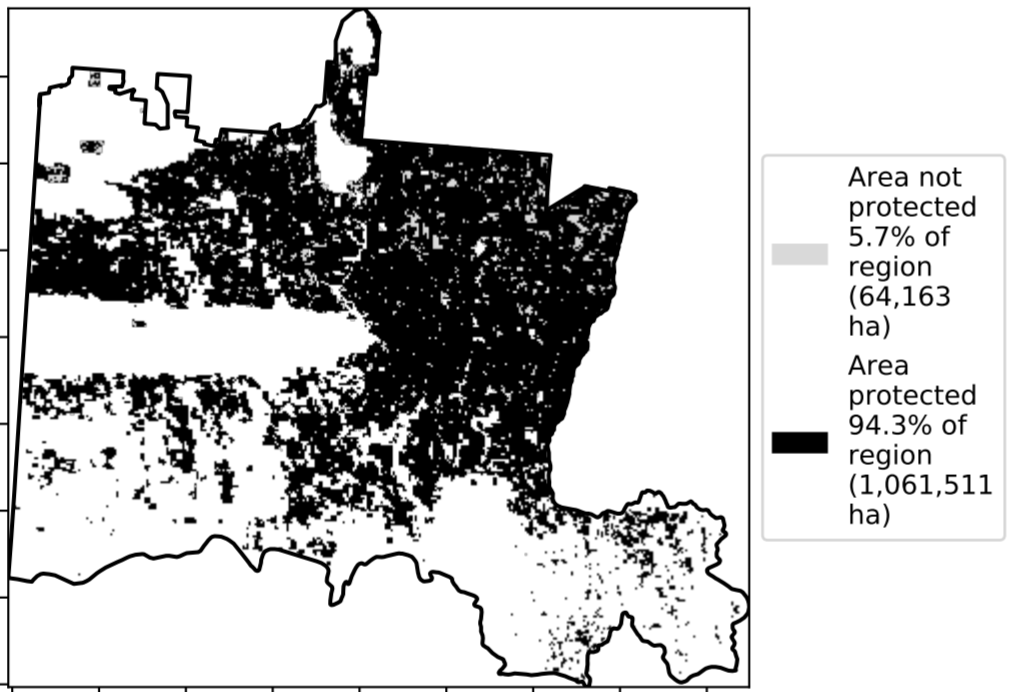 Area not
protected
5.7% of
region
(64,163
ha)
Area
protected
94.3% of
region
(1,061,511
ha)